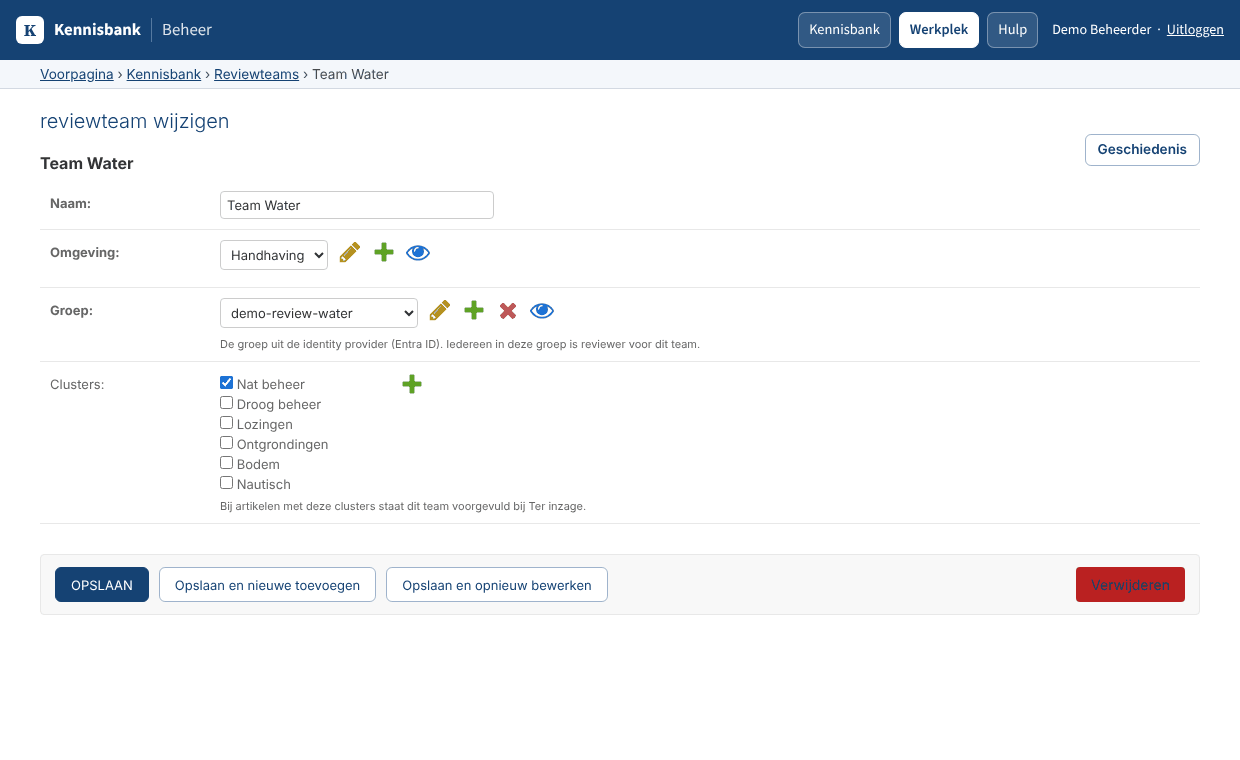 K Kennisbank Beheer Kennisbank Werkplek Hulp Demo Beheerder · Uitloggen
Voorpagina › Kennisbank › Reviewteams › Team Water
reviewteam wijzigen
Geschiedenis
Team Water
Naam: Team Water
Omgeving: Handhaving
Groep: demo-review-water
De groep uit de identity provider (Entra ID). Iedereen in deze groep is reviewer voor dit team.
Clusters: Nat beheer
Droog beheer
Lozingen
Ontgrondingen
Bodem
Nautisch
Bij artikelen met deze clusters staat dit team voorgevuld bij Ter inzage.
OPSLAAN Opslaan en nieuwe toevoegen Opslaan en opnieuw bewerken Verwijderen